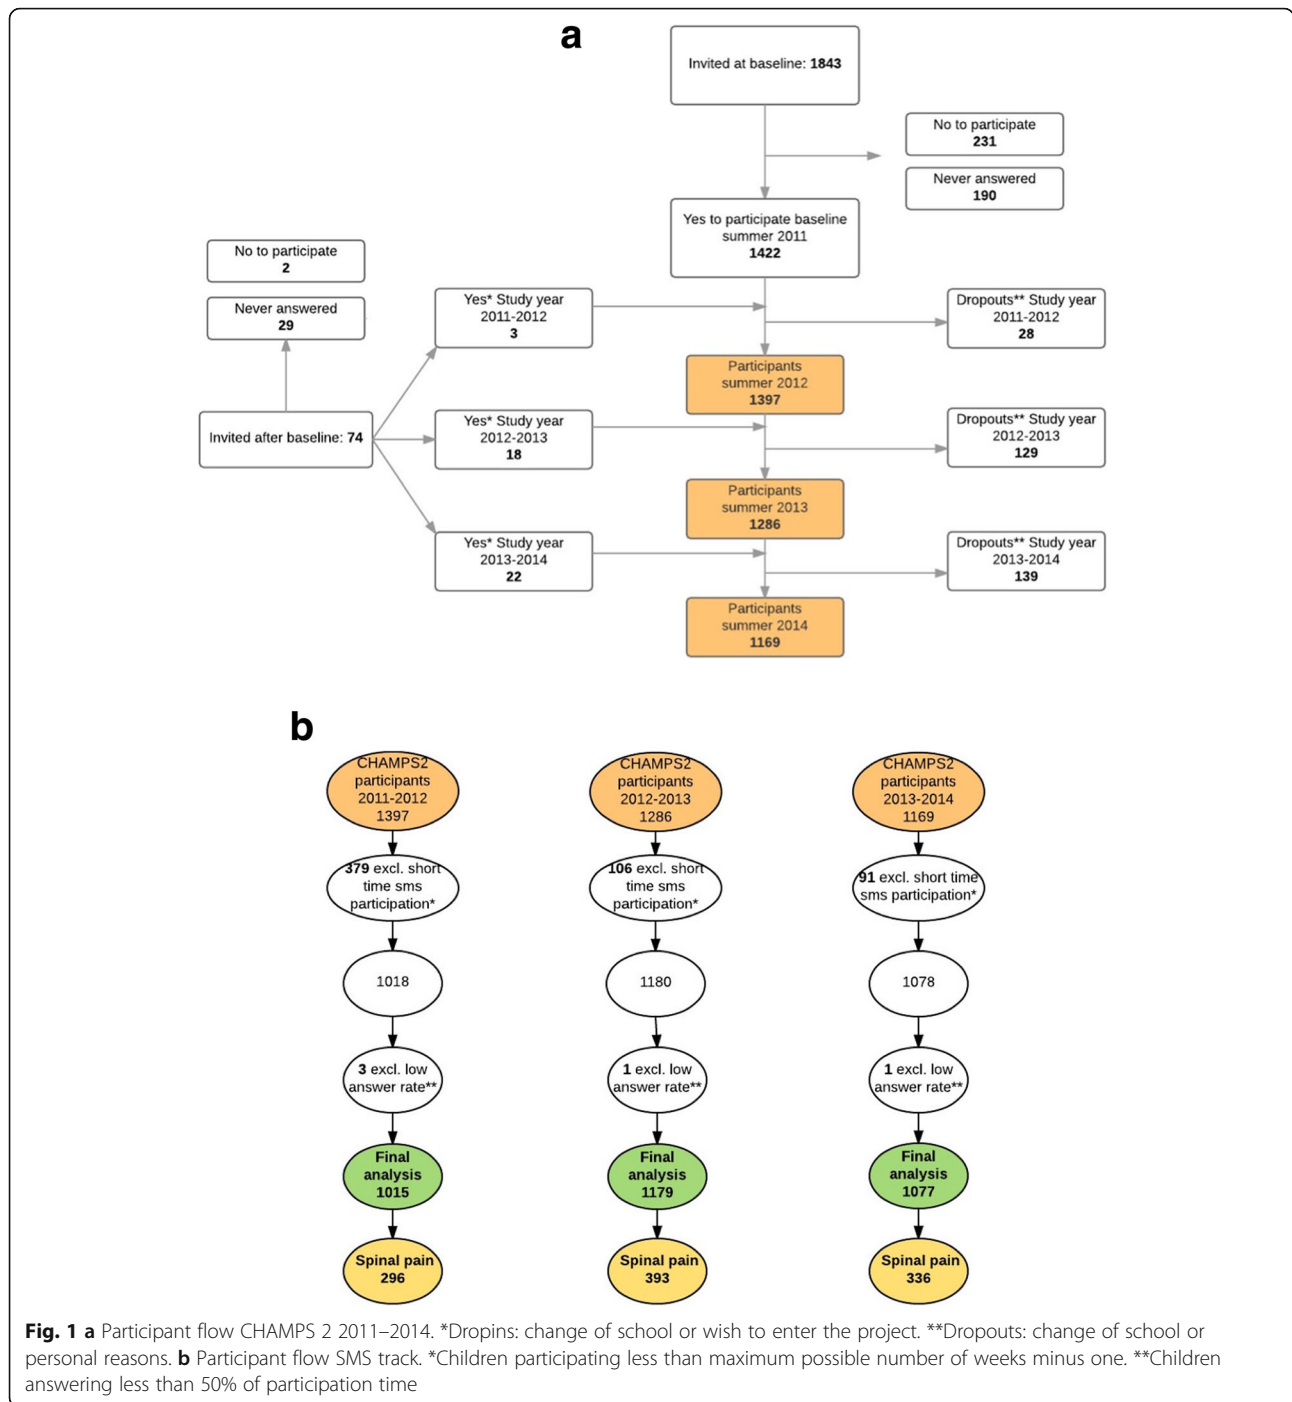 a
Invited at baseline: 1843
No to participate
231
Never answered
190
Yes to participate baseline
summer 2011
1422
No to participate
2
Never answered
29
Invited after baseline: 74
Yes* Study year
2011-2012
3
Dropouts** Study year
2011-2012
28
Participants
summer 2012
1397
Yes* Study year
2012-2013
18
Dropouts** Study year
2012-2013
129
Participants
summer 2013
1286
Yes* Study year
2013-2014
22
Dropouts** Study year
2013-2014
139
Participants
summer 2014
1169
b
CHAMPS2
participants
2011-2012
1397
379 excl. short
time sms
participation*
1018
3 excl. low
answer rate**
Final
analysis
1015
Spinal pain
296
CHAMPS2
participants
2012-2013
1286
106 excl. short
time sms
participation*
1180
1 excl. low
answer rate**
Final
analysis
1179
Spinal pain
393
CHAMPS2
participants
2013-2014
1169
91 excl. short time
sms participation*
1078
1 excl. low
answer rate**
Final
analysis
1077
Spinal pain
336
Fig. 1 a Participant flow CHAMPS 2 2011–2014. *Dropins: change of school or wish to enter the project. **Dropouts: change of school or
personal reasons. b Participant flow SMS track. *Children participating less than maximum possible number of weeks minus one. **Children
answering less than 50% of participation time